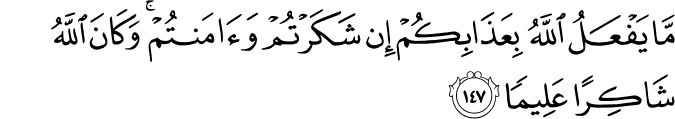 مَّا يَفۡعَلُ ٱللَّهُ بِعَذَابِكُمۡ إِن شَكَرۡتُمۡ وَءَامَنتُمۡۚ وَكَانَ ٱللَّهُ
شَاكِرًا عَلِيمٗا ١٤٧